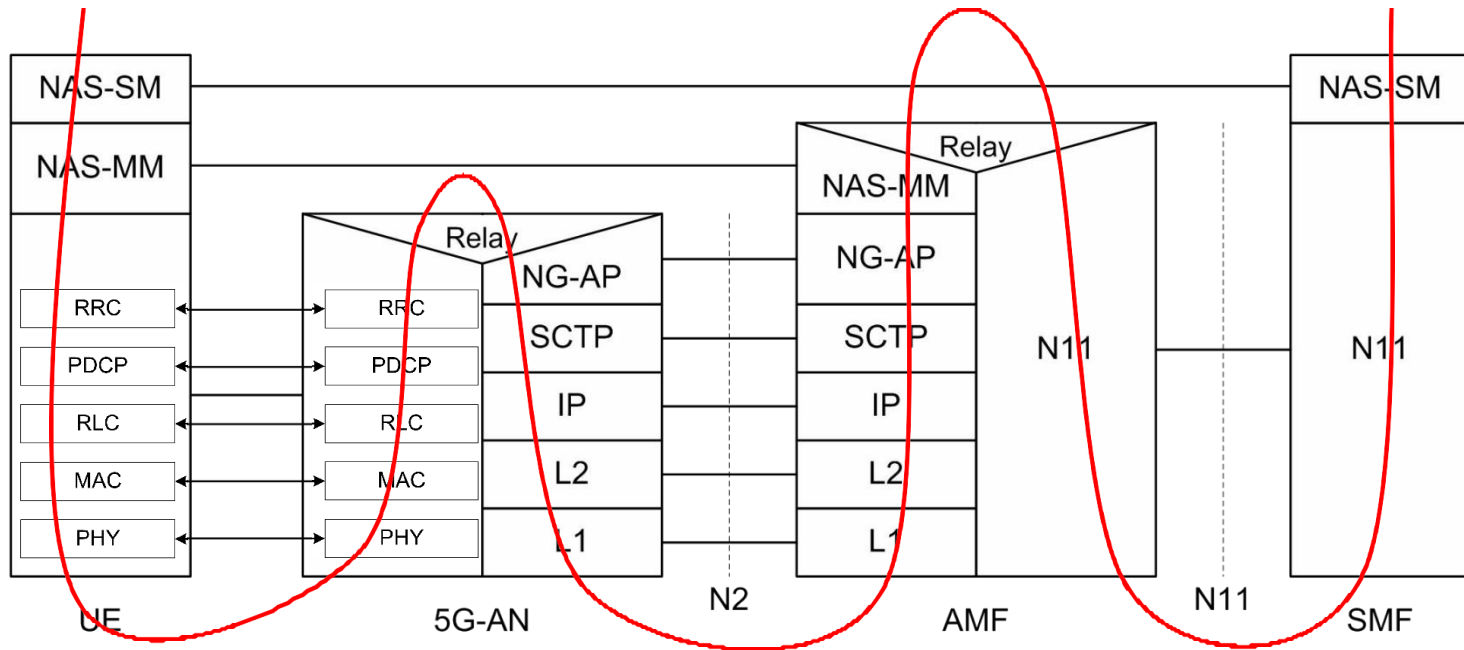 NAS-SM
NAS-SM
NAS-MM
Relay
NAS-MM
Relay
NG-AP
NG-AP
RRC
RRC
SCTP
SCTP
N11
N11
PDCP
PDCP
IP
IP
RLC
RLC
L2
L2
MAC
MAC
L1
L1
PHY
PHY
N2
N11
UE
5G-AN
AMF
SMF